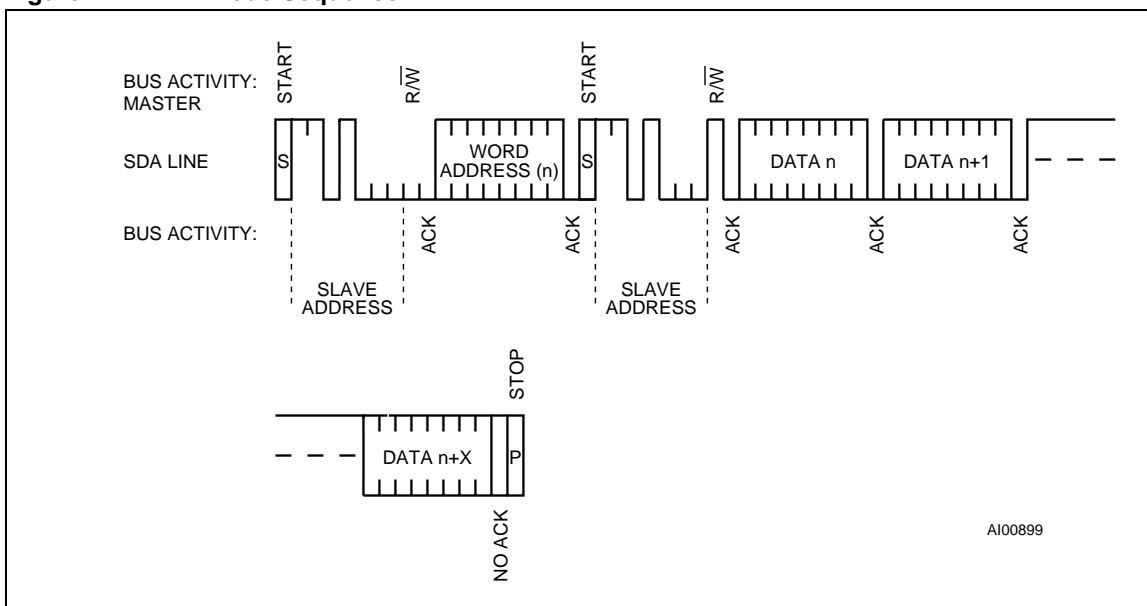 START
R/W
START
R/W
BUS ACTIVITY:
MASTER
SDA LINE
S
WORD
ADDRESS (n)
S
DATA n
DATA n+1
BUS ACTIVITY:
ACK
ACK
ACK
ACK
ACK
SLAVE
ADDRESS
SLAVE
ADDRESS
STOP
DATA n+X
P
NO ACK
AI00899